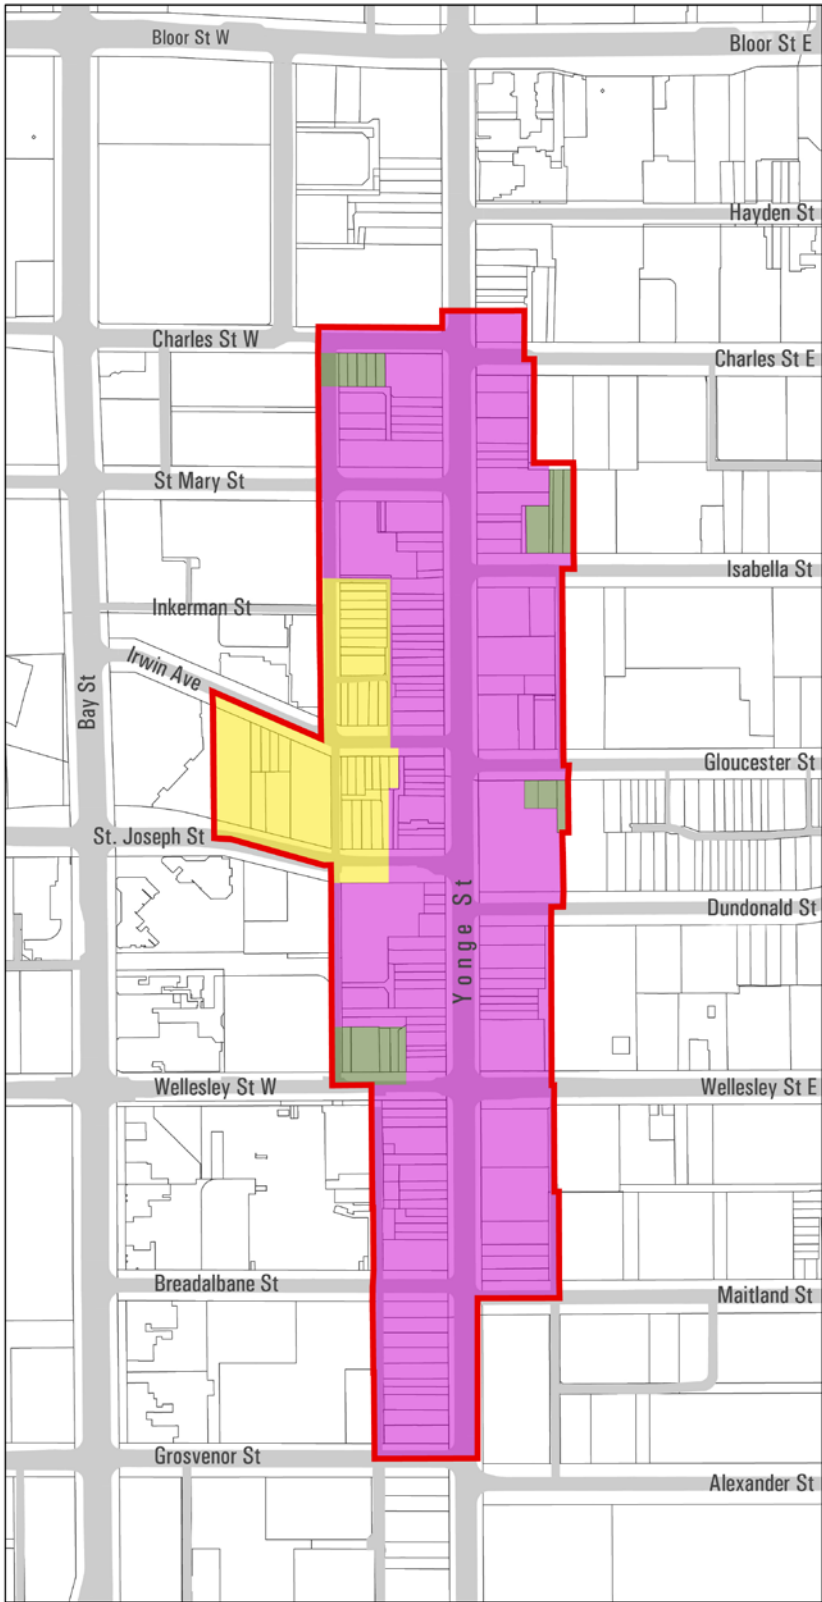 Bloor St W
Bloor St E
Hayden St
Charles St W
Charles St E
St Mary St
Isabella St
Inkerman St
Irwin Ave
Bay St
Gloucester St
St. Joseph St
Dundonald St
Yonge St
Wellesley St W
Wellesley St E
Breadalbane St
Maitland St
Grosvenor St
Alexander St